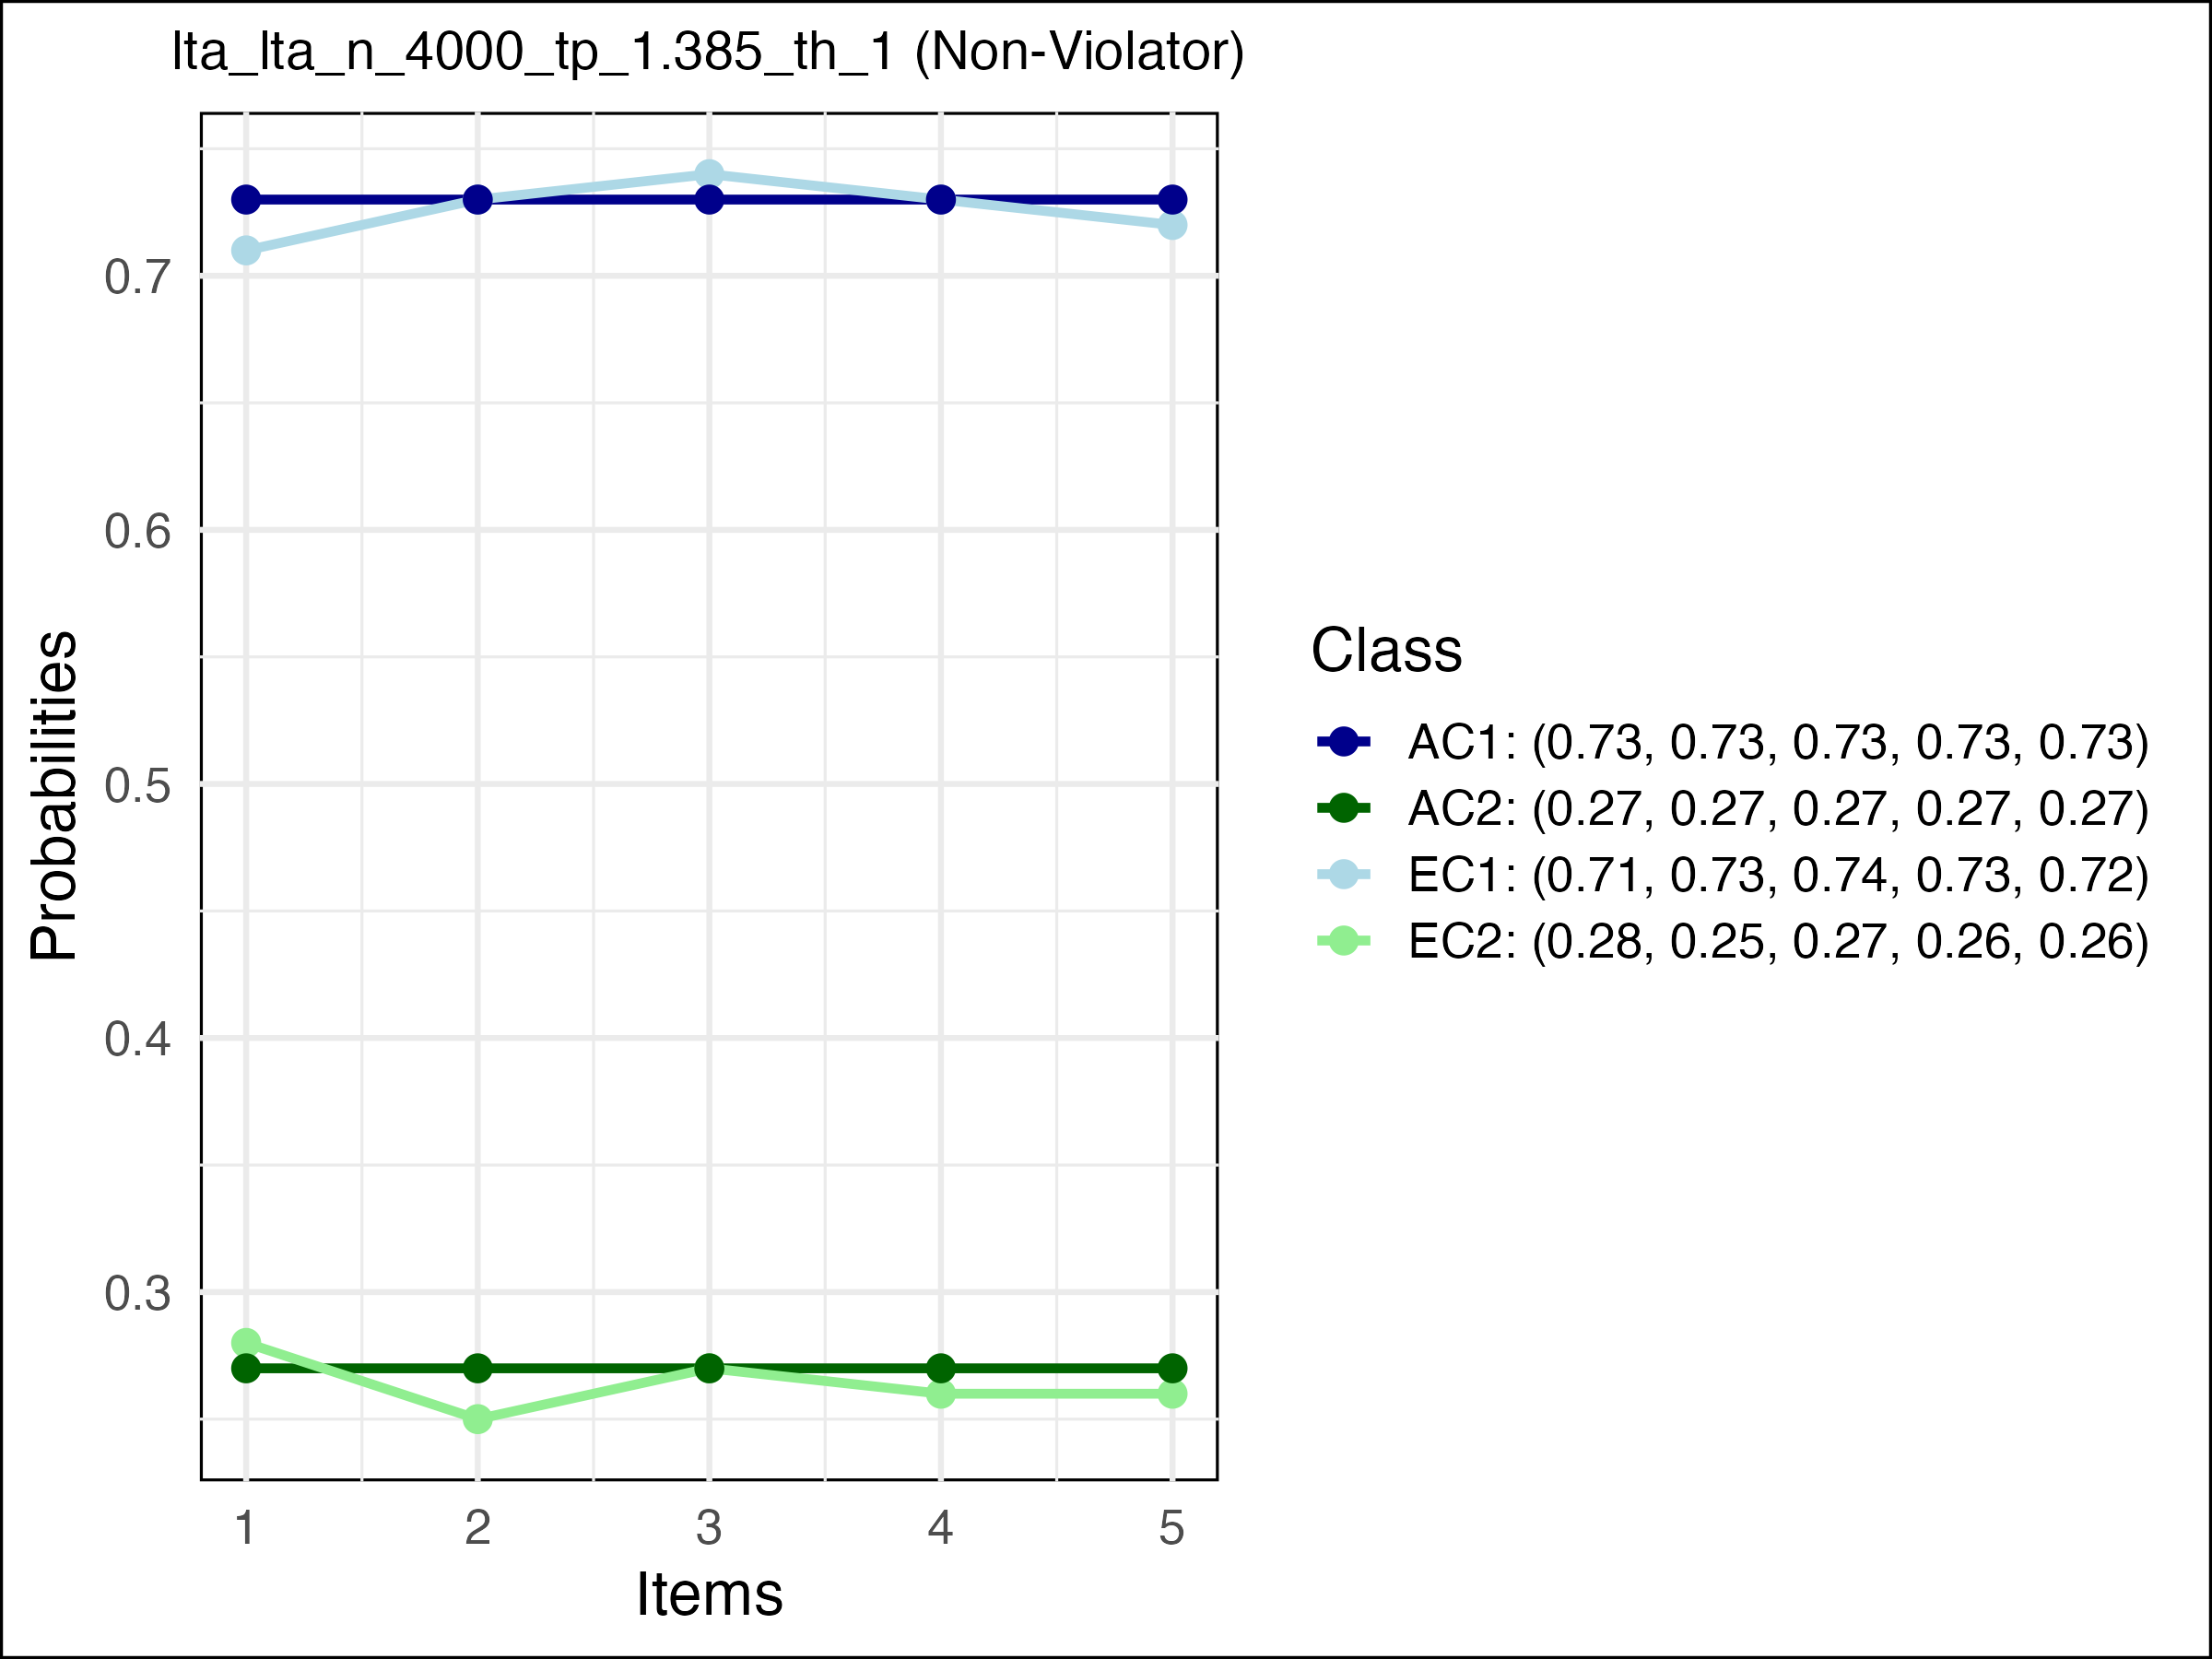 lta_lta_n_4000_tp_1.385_th_1 (Non-Violator)
Probabilities
0.7
0.6
0.5
0.4
0.3
1 2 3 4 5
Items
Class
AC1: (0.73, 0.73, 0.73, 0.73, 0.73)
AC2: (0.27, 0.27, 0.27, 0.27, 0.27)
EC1: (0.71, 0.73, 0.74, 0.73, 0.72)
EC2: (0.28, 0.25, 0.27, 0.26, 0.26)